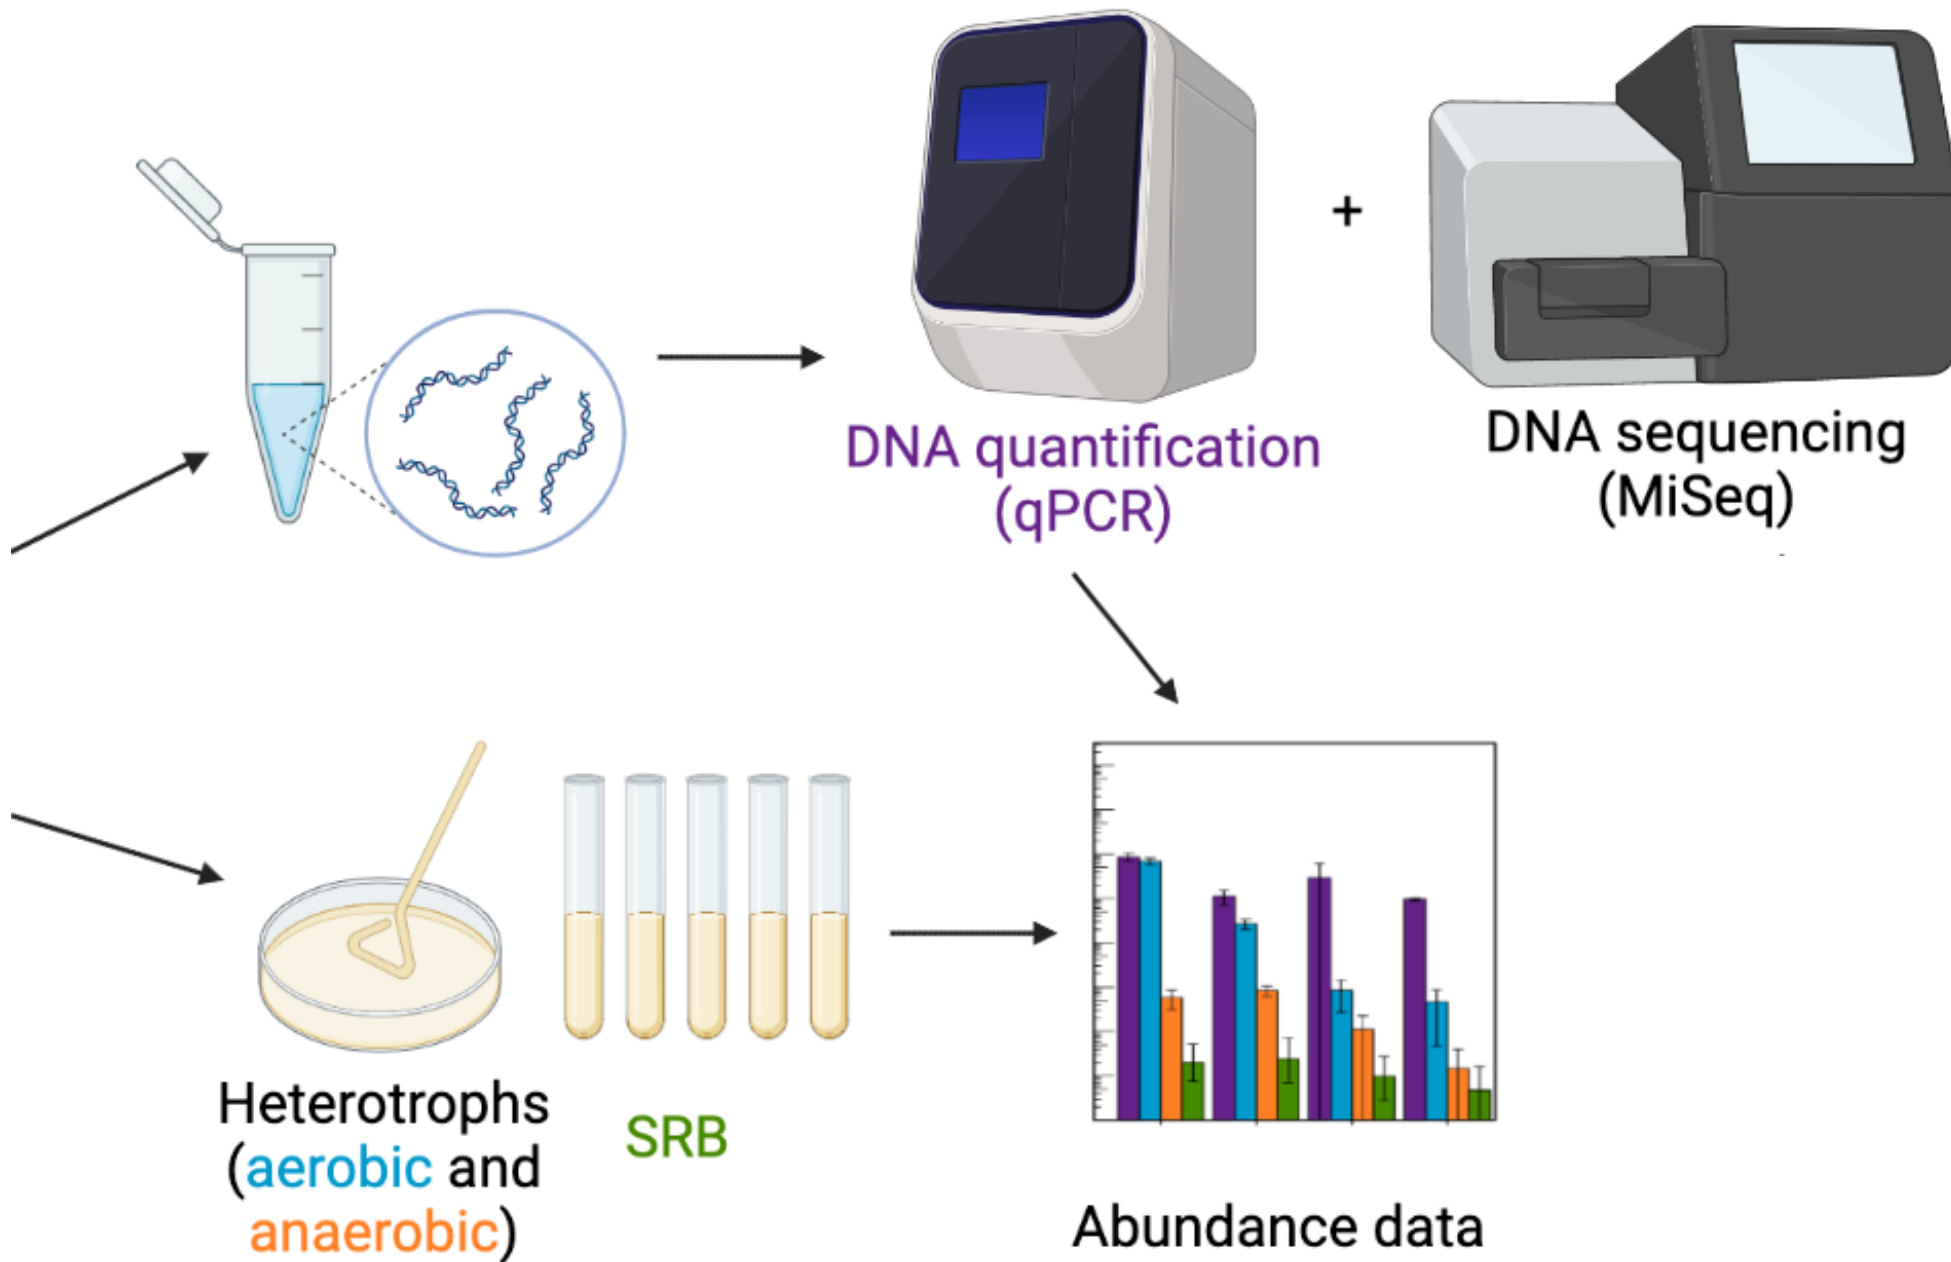 +
DNA quantification
(qPCR)
DNA sequencing
(MiSeq)
Heterotrophs
(aerobic and
anaerobic)
SRB
Abundance data